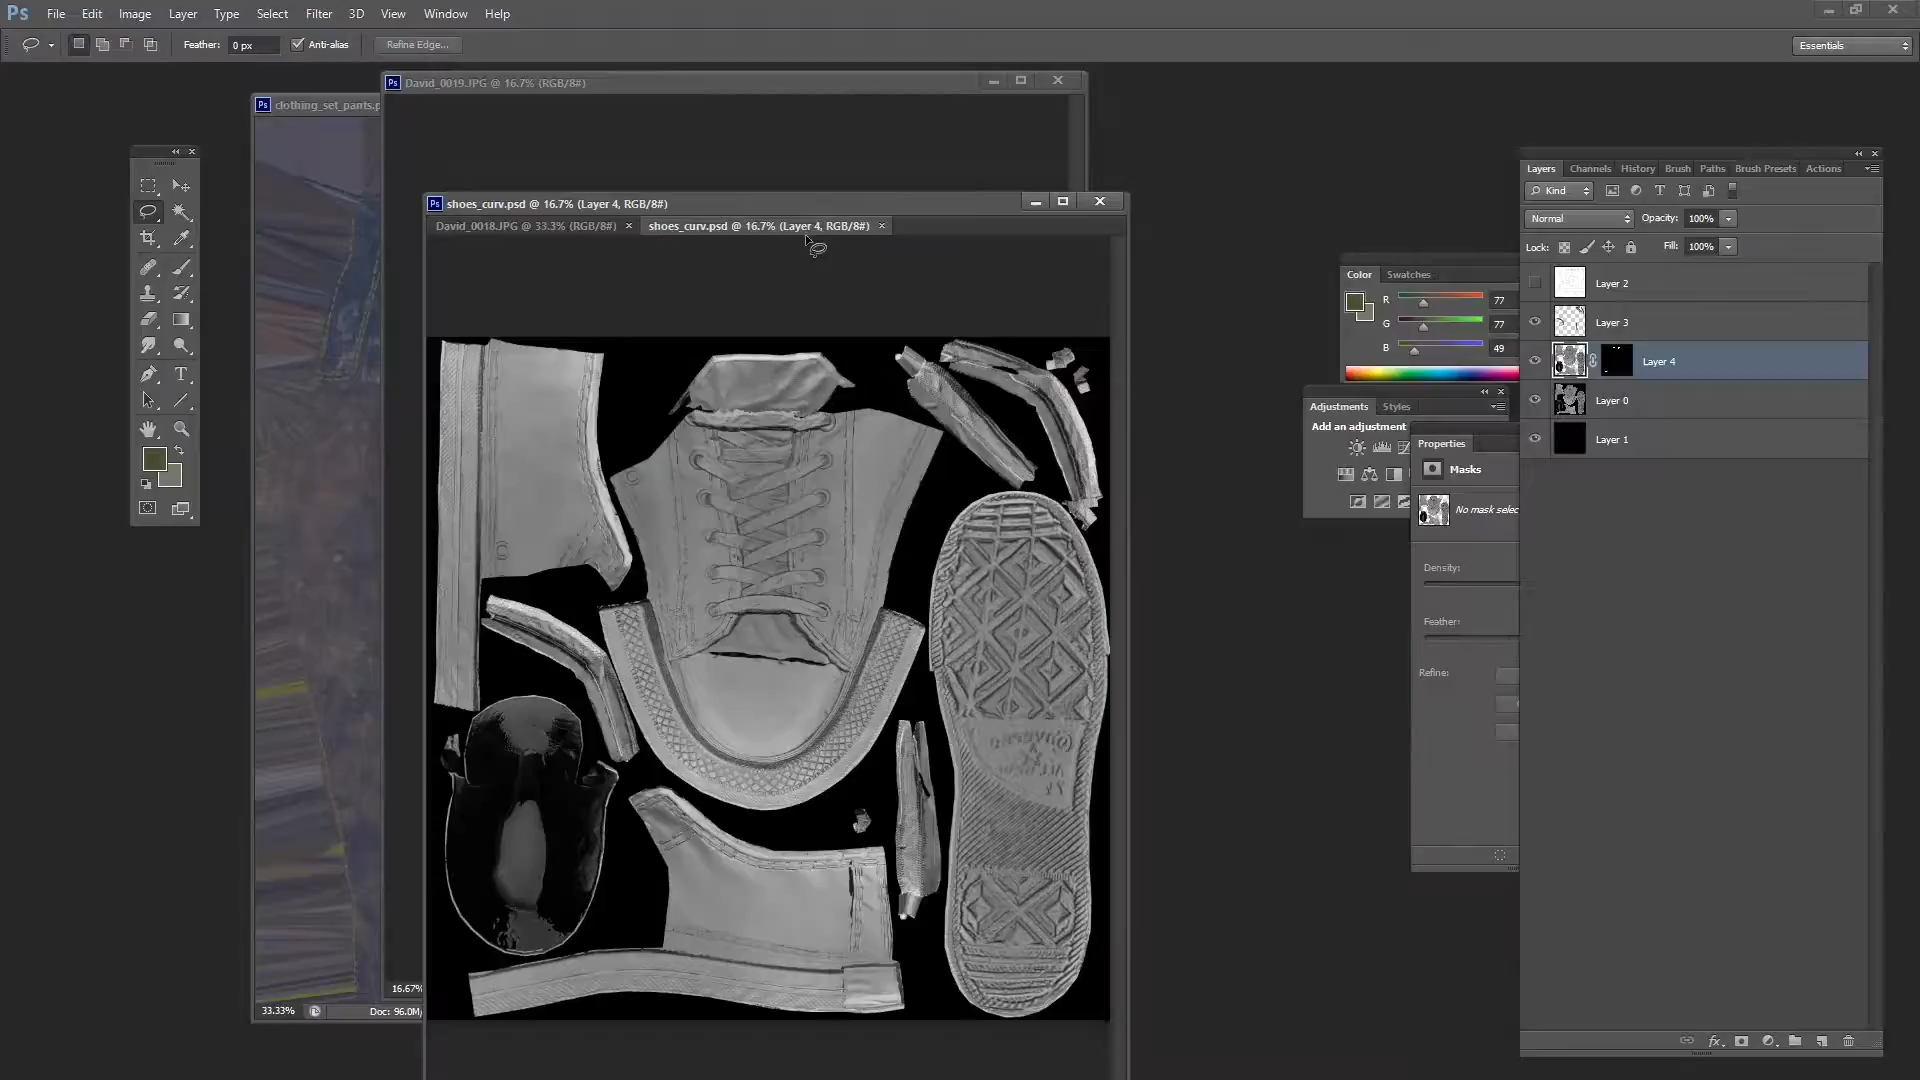 Ps File Edit Image Layer Type Select Filter 3D View Window Help
Feather: 0 px Anti-alias Refine Edge... Essentials
Ps David_0019.JPG @ 16.7% (RGB/8#)
Ps clothing_set_pants.p
Ps shoes_curv.psd @ 16.7% (Layer 4, RGB/8#)
David_0018.JPG @ 33.3% (RGB/8#) × shoes_curv.psd @ 16.7% (Layer 4, RGB/8#) ×
Layers Channels History Brush Paths Brush Presets Actions
Kind
Normal Opacity: 100%
Lock: Fill: 100%
Layer 2
Layer 3
Layer 4
Layer 0
Layer 1
Color Swatches
R 77
G 77
B 49
Adjustments Styles
Add an adjustment
Properties
Masks
No mask selec
Density:
Feather:
Refine:
16.67%
33.33% Doc: 96.0M/
fx